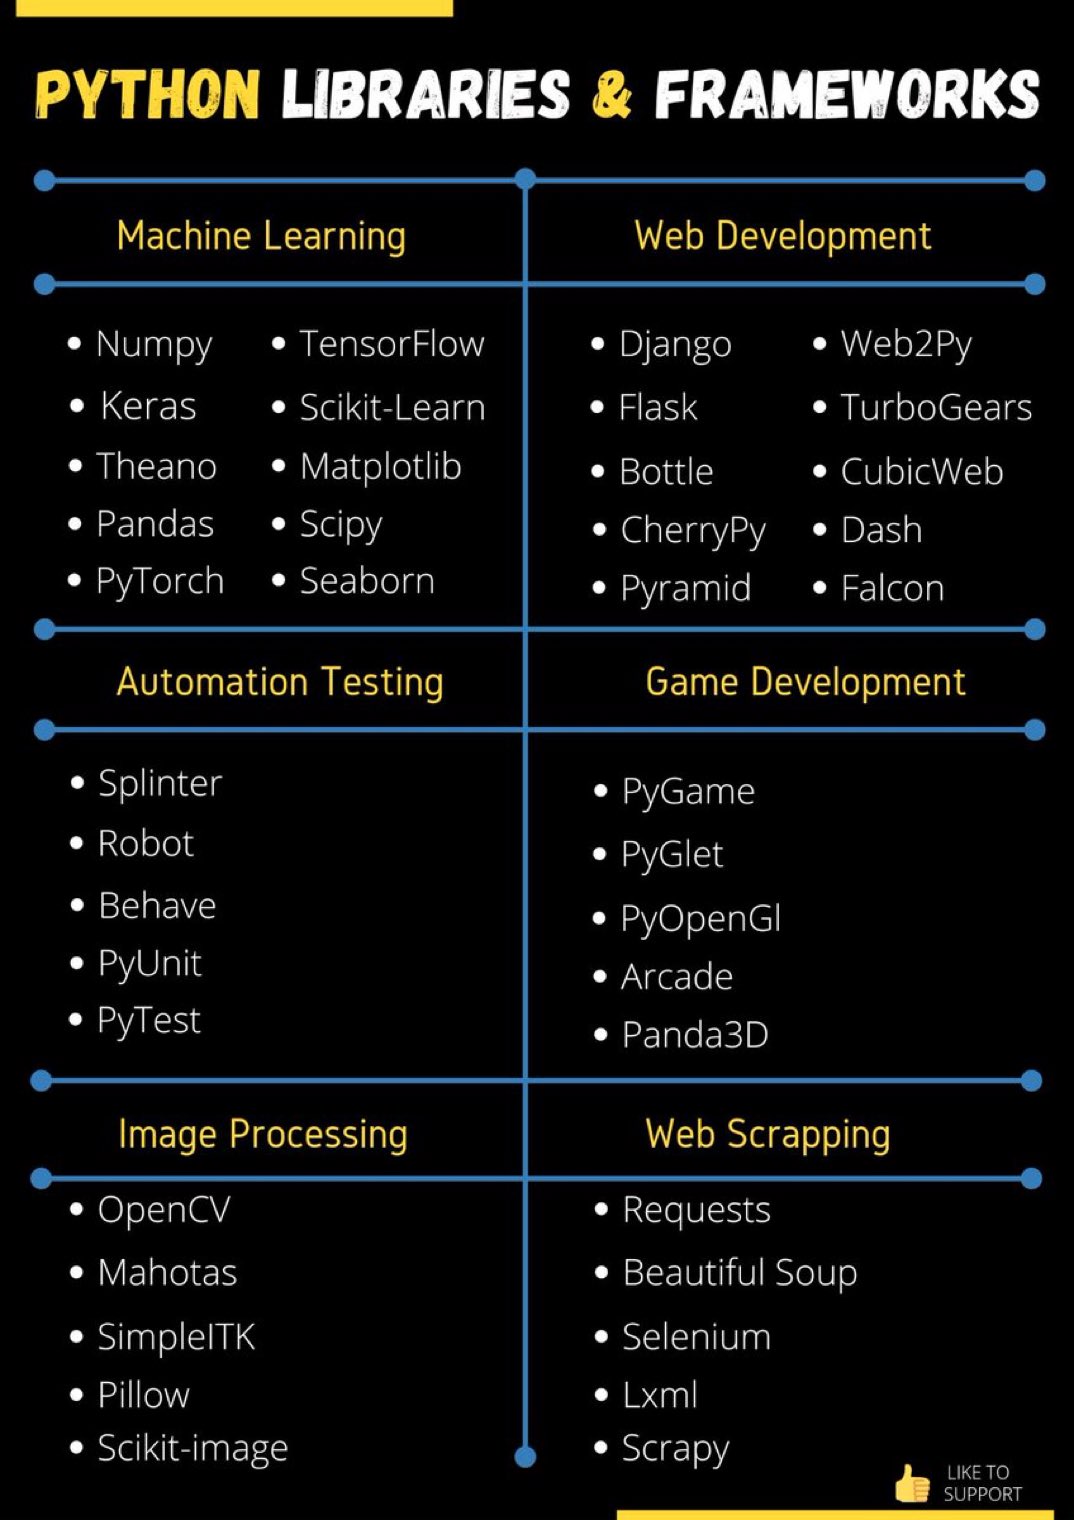 PYTHON LIBRARIES & FRAMEWORKS
Machine Learning
Numpy
Keras
Theano
Pandas
PyTorch
TensorFlow
Scikit-Learn
Matplotlib
Scipy
Seaborn
Web Development
Django
Flask
Bottle
CherryPy
Pyramid
Web2Py
TurboGears
CubicWeb
Dash
Falcon
Automation Testing
Splinter
Robot
Behave
PyUnit
PyTest
Game Development
PyGame
PyGlet
PyOpenGl
Arcade
Panda3D
Image Processing
OpenCV
Mahotas
SimpleITK
Pillow
Scikit-image
Web Scrapping
Requests
Beautiful Soup
Selenium
Lxml
Scrapy
LIKE TO
SUPPORT